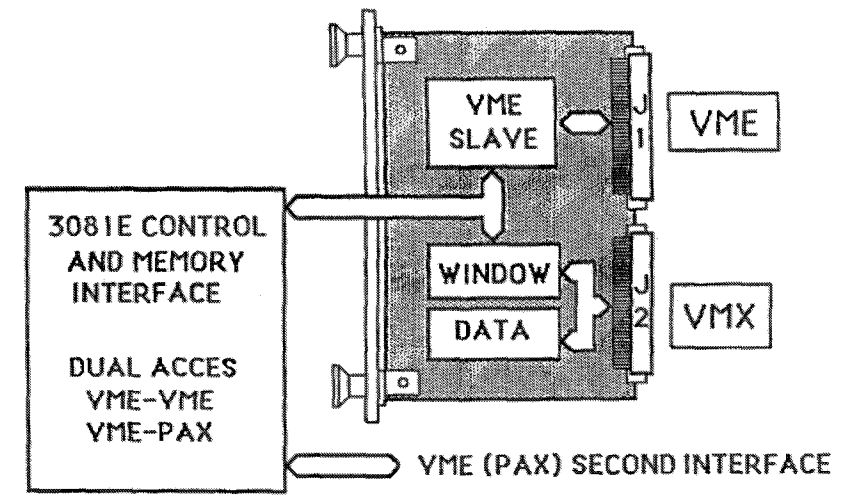 VME
SLAVE
J
1
VME
3081E CONTROL
AND MEMORY
INTERFACE
DUAL ACCES
VME-VME
VME-PAX
WINDOW
DATA
J
2
VMX
VME (PAX) SECOND INTERFACE